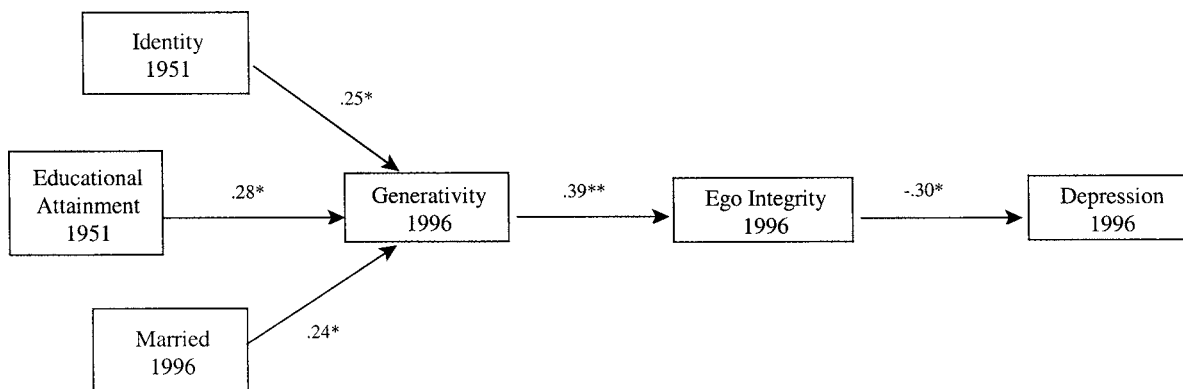 Identity
1951
.25*
Educational
Attainment
1951
.28*
Generativity
1996
.39**
Ego Integrity
1996
-.30*
Depression
1996
Married
1996
.24*